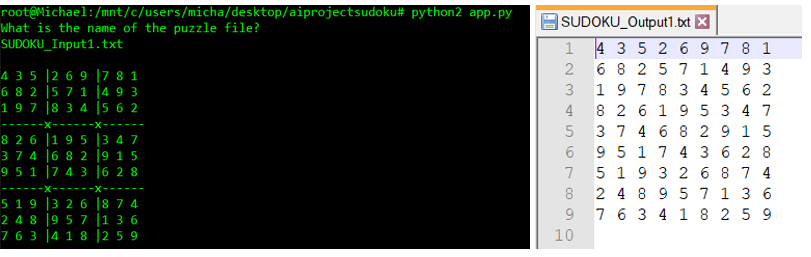 root@Michael:/mnt/c/users/micha/desktop/aiprojectsudoku# python2 app.py
What is the name of the puzzle file?
SUDOKU_Input1.txt
4 3 5 |2 6 9 |7 8 1
6 8 2 |5 7 1 |4 9 3
1 9 7 |8 3 4 |5 6 2
------x------x------
8 2 6 |1 9 5 |3 4 7
3 7 4 |6 8 2 |9 1 5
9 5 1 |7 4 3 |6 2 8
------x------x------
5 1 9 |3 2 6 |8 7 4
2 4 8 |9 5 7 |1 3 6
7 6 3 |4 1 8 |2 5 9
SUDOKU_Output1.txt
1 4 3 5 2 6 9 7 8 1
2 6 8 2 5 7 1 4 9 3
3 1 9 7 8 3 4 5 6 2
4 8 2 6 1 9 5 3 4 7
5 3 7 4 6 8 2 9 1 5
6 9 5 1 7 4 3 6 2 8
7 5 1 9 3 2 6 8 7 4
8 2 4 8 9 5 7 1 3 6
9 7 6 3 4 1 8 2 5 9
10